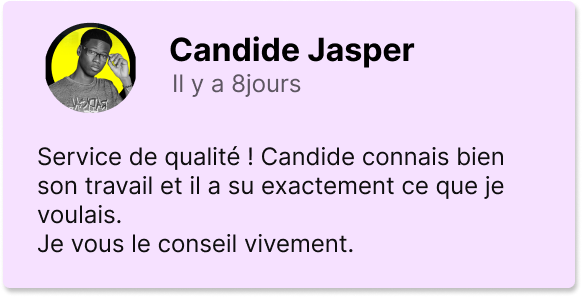 Candide Jasper
Il y a 8jours
Service de qualité ! Candide connais bien
son travail et il a su exactement ce que je
voulais.
Je vous le conseil vivement.